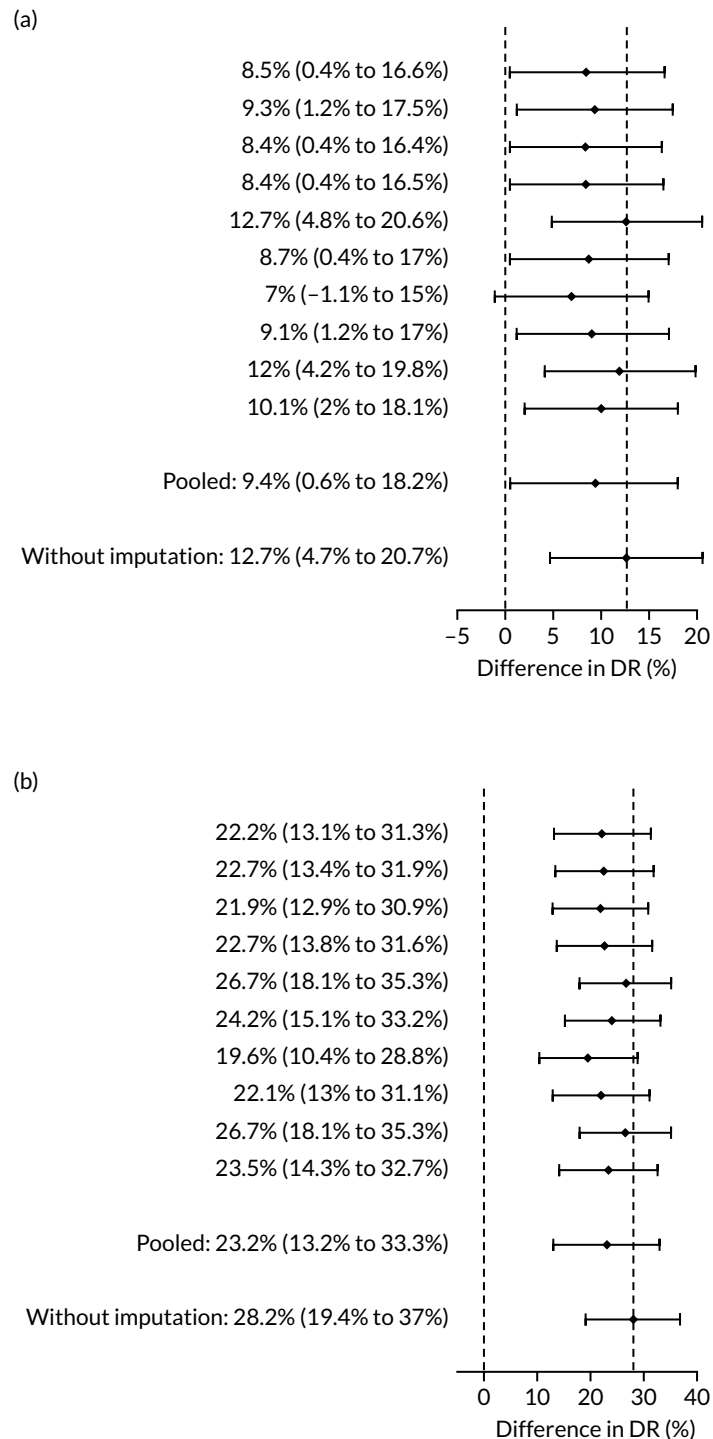 (a)
8.5% (0.4% to 16.6%)
9.3% (1.2% to 17.5%)
8.4% (0.4% to 16.4%)
8.4% (0.4% to 16.5%)
12.7% (4.8% to 20.6%)
8.7% (0.4% to 17%)
7% (–1.1% to 15%)
9.1% (1.2% to 17%)
12% (4.2% to 19.8%)
10.1% (2% to 18.1%)
Pooled: 9.4% (0.6% to 18.2%)
Without imputation: 12.7% (4.7% to 20.7%)
–5 0 5 10 15 20
Difference in DR (%)
(b)
22.2% (13.1% to 31.3%)
22.7% (13.4% to 31.9%)
21.9% (12.9% to 30.9%)
22.7% (13.8% to 31.6%)
26.7% (18.1% to 35.3%)
24.2% (15.1% to 33.2%)
19.6% (10.4% to 28.8%)
22.1% (13% to 31.1%)
26.7% (18.1% to 35.3%)
23.5% (14.3% to 32.7%)
Pooled: 23.2% (13.2% to 33.3%)
Without imputation: 28.2% (19.4% to 37%)
0 10 20 30 40
Difference in DR (%)